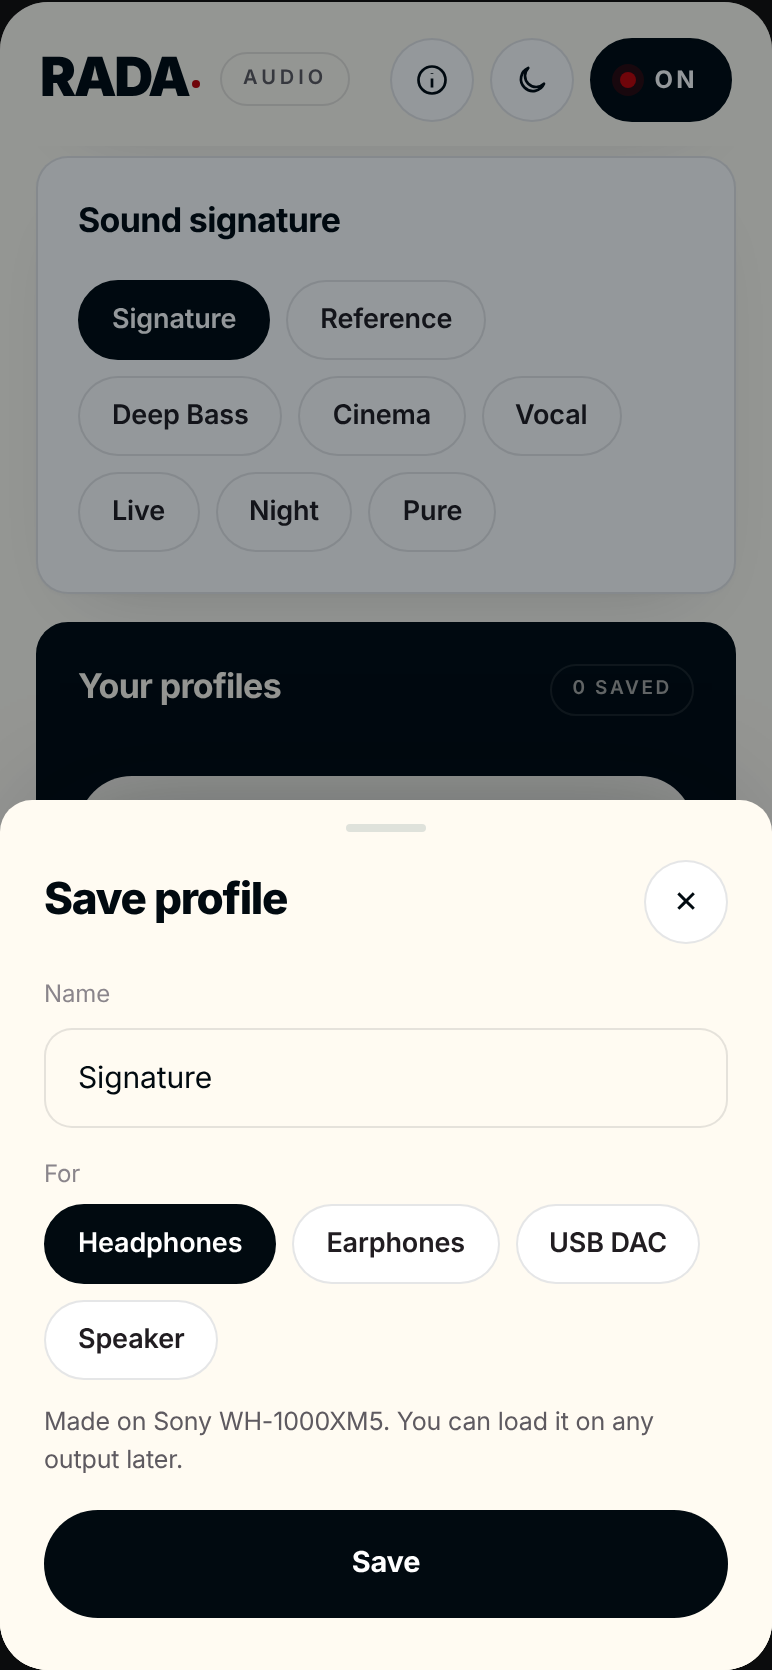 RADA. AUDIO ON
Sound signature
Signature Reference
Deep Bass Cinema Vocal
Live Night Pure
Your profiles 0 SAVED
Save profile
Name
Signature
For
Headphones Earphones USB DAC
Speaker
Made on Sony WH-1000XM5. You can load it on any
output later.
Save